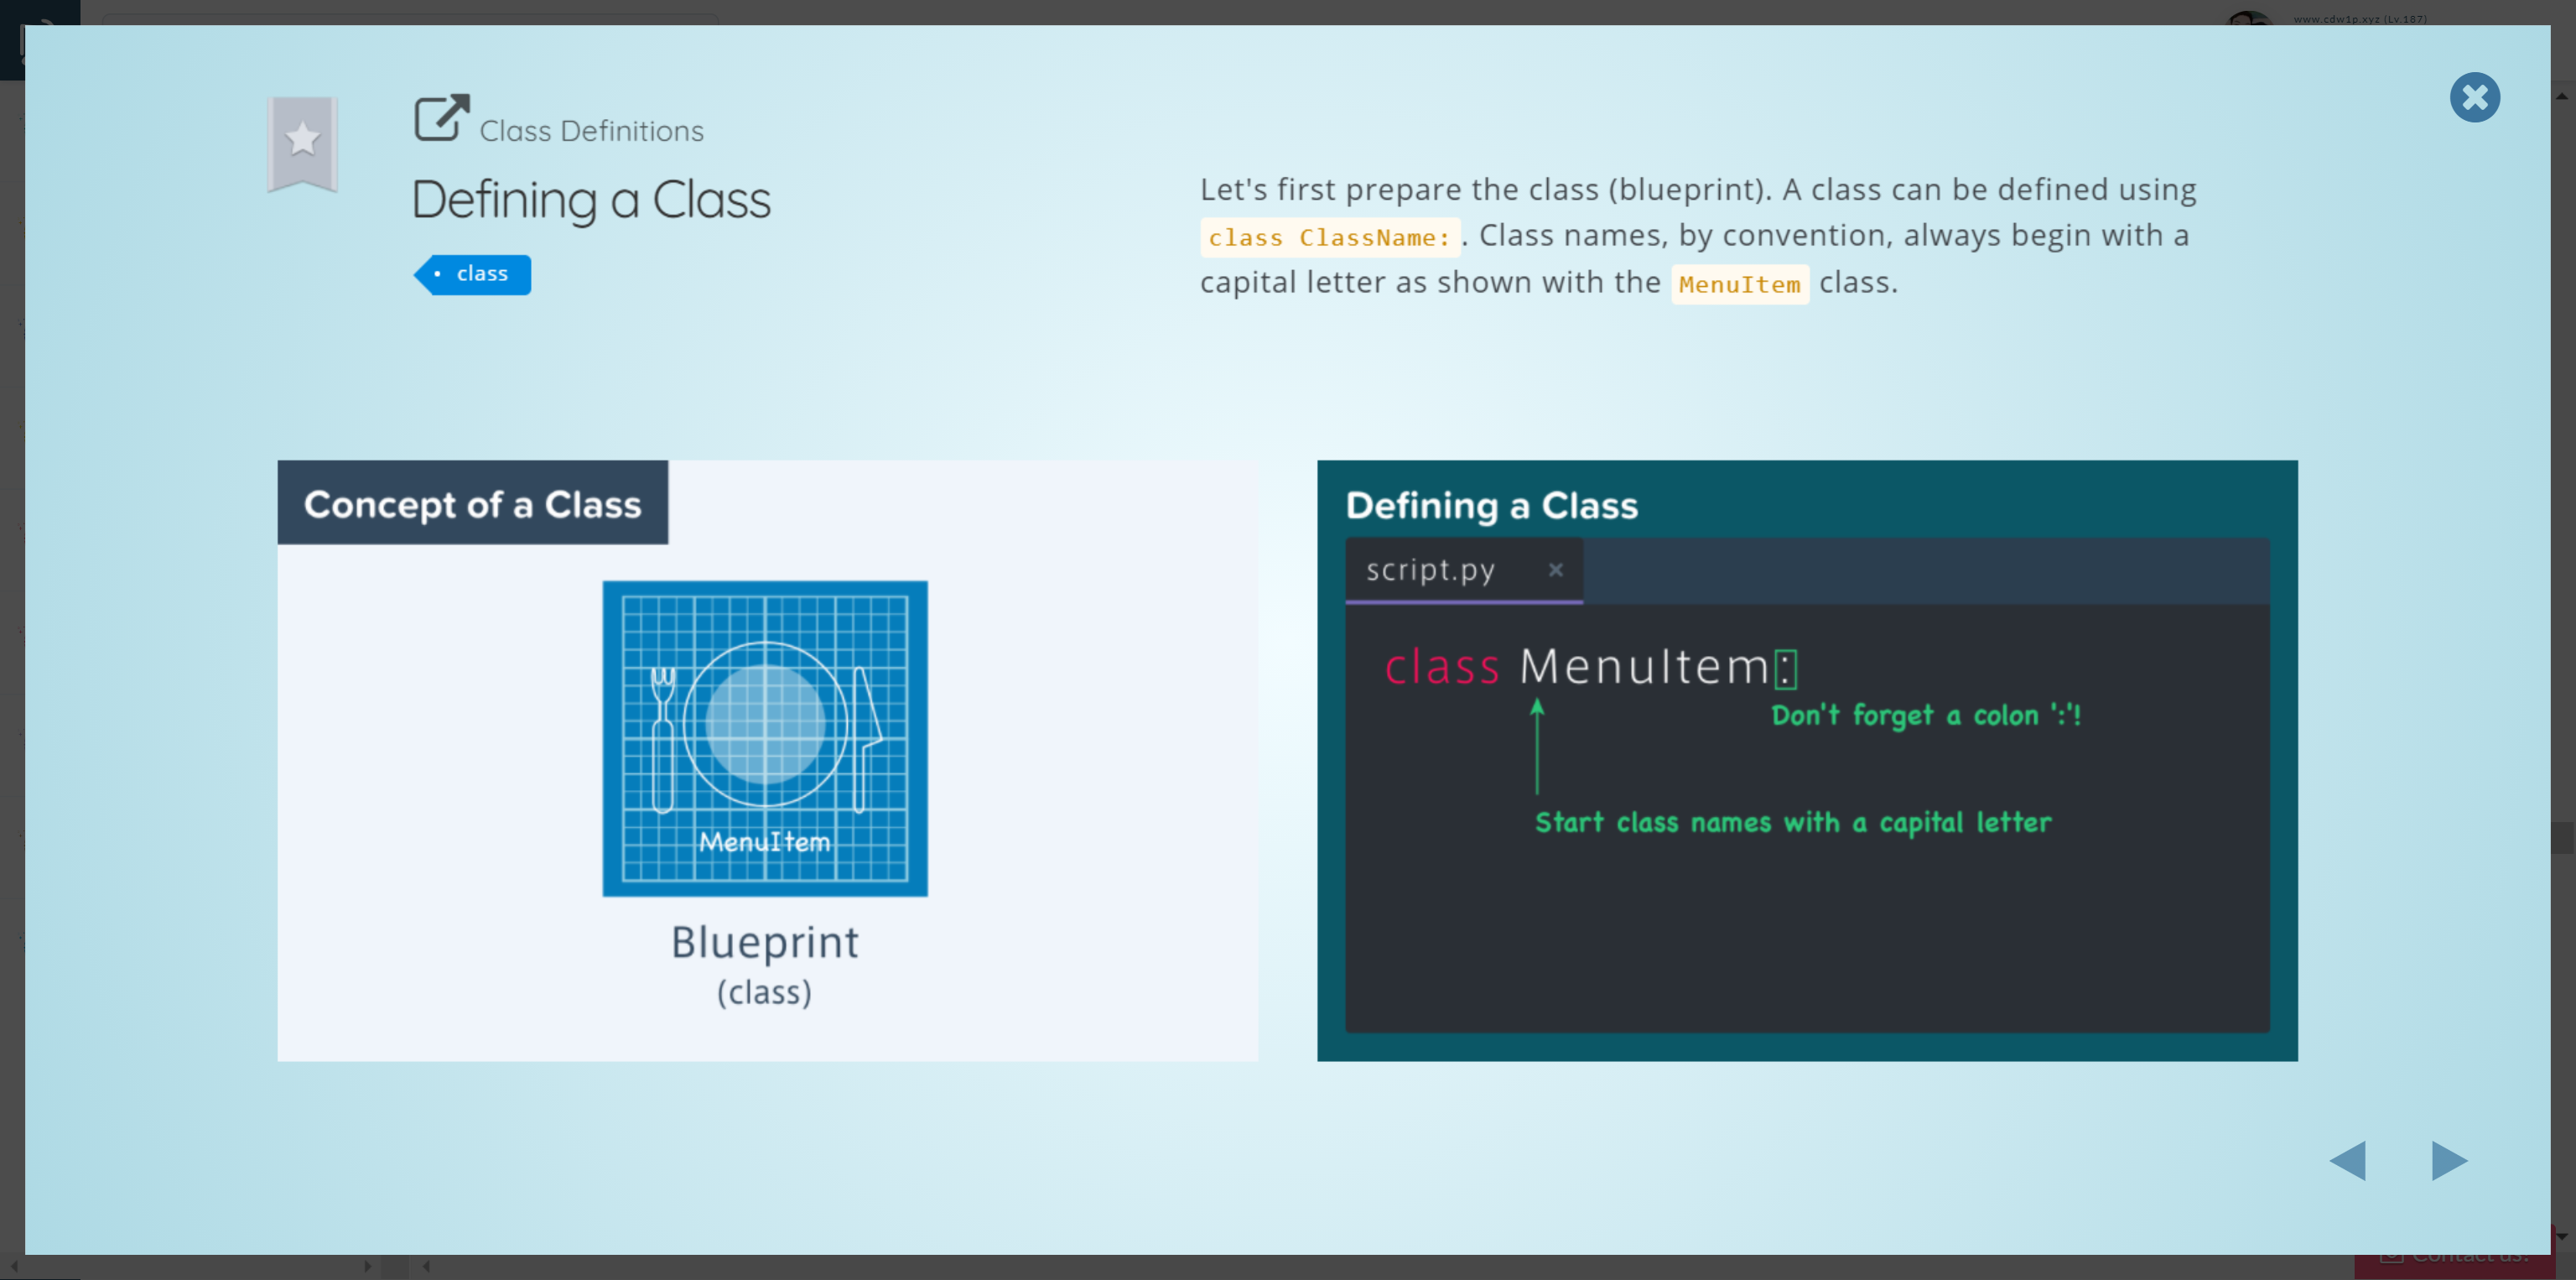 www.cdw1p.xyz (Lv.187)
Class Definitions
Defining a Class
class
Let's first prepare the class (blueprint). A class can be defined using
class ClassName: . Class names, by convention, always begin with a
capital letter as shown with the MenuItem class.
Concept of a Class
MenuItem
Blueprint
(class)
Defining a Class
script.py
class MenuItem:
Don't forget a colon ':'!
Start class names with a capital letter
Contact us!